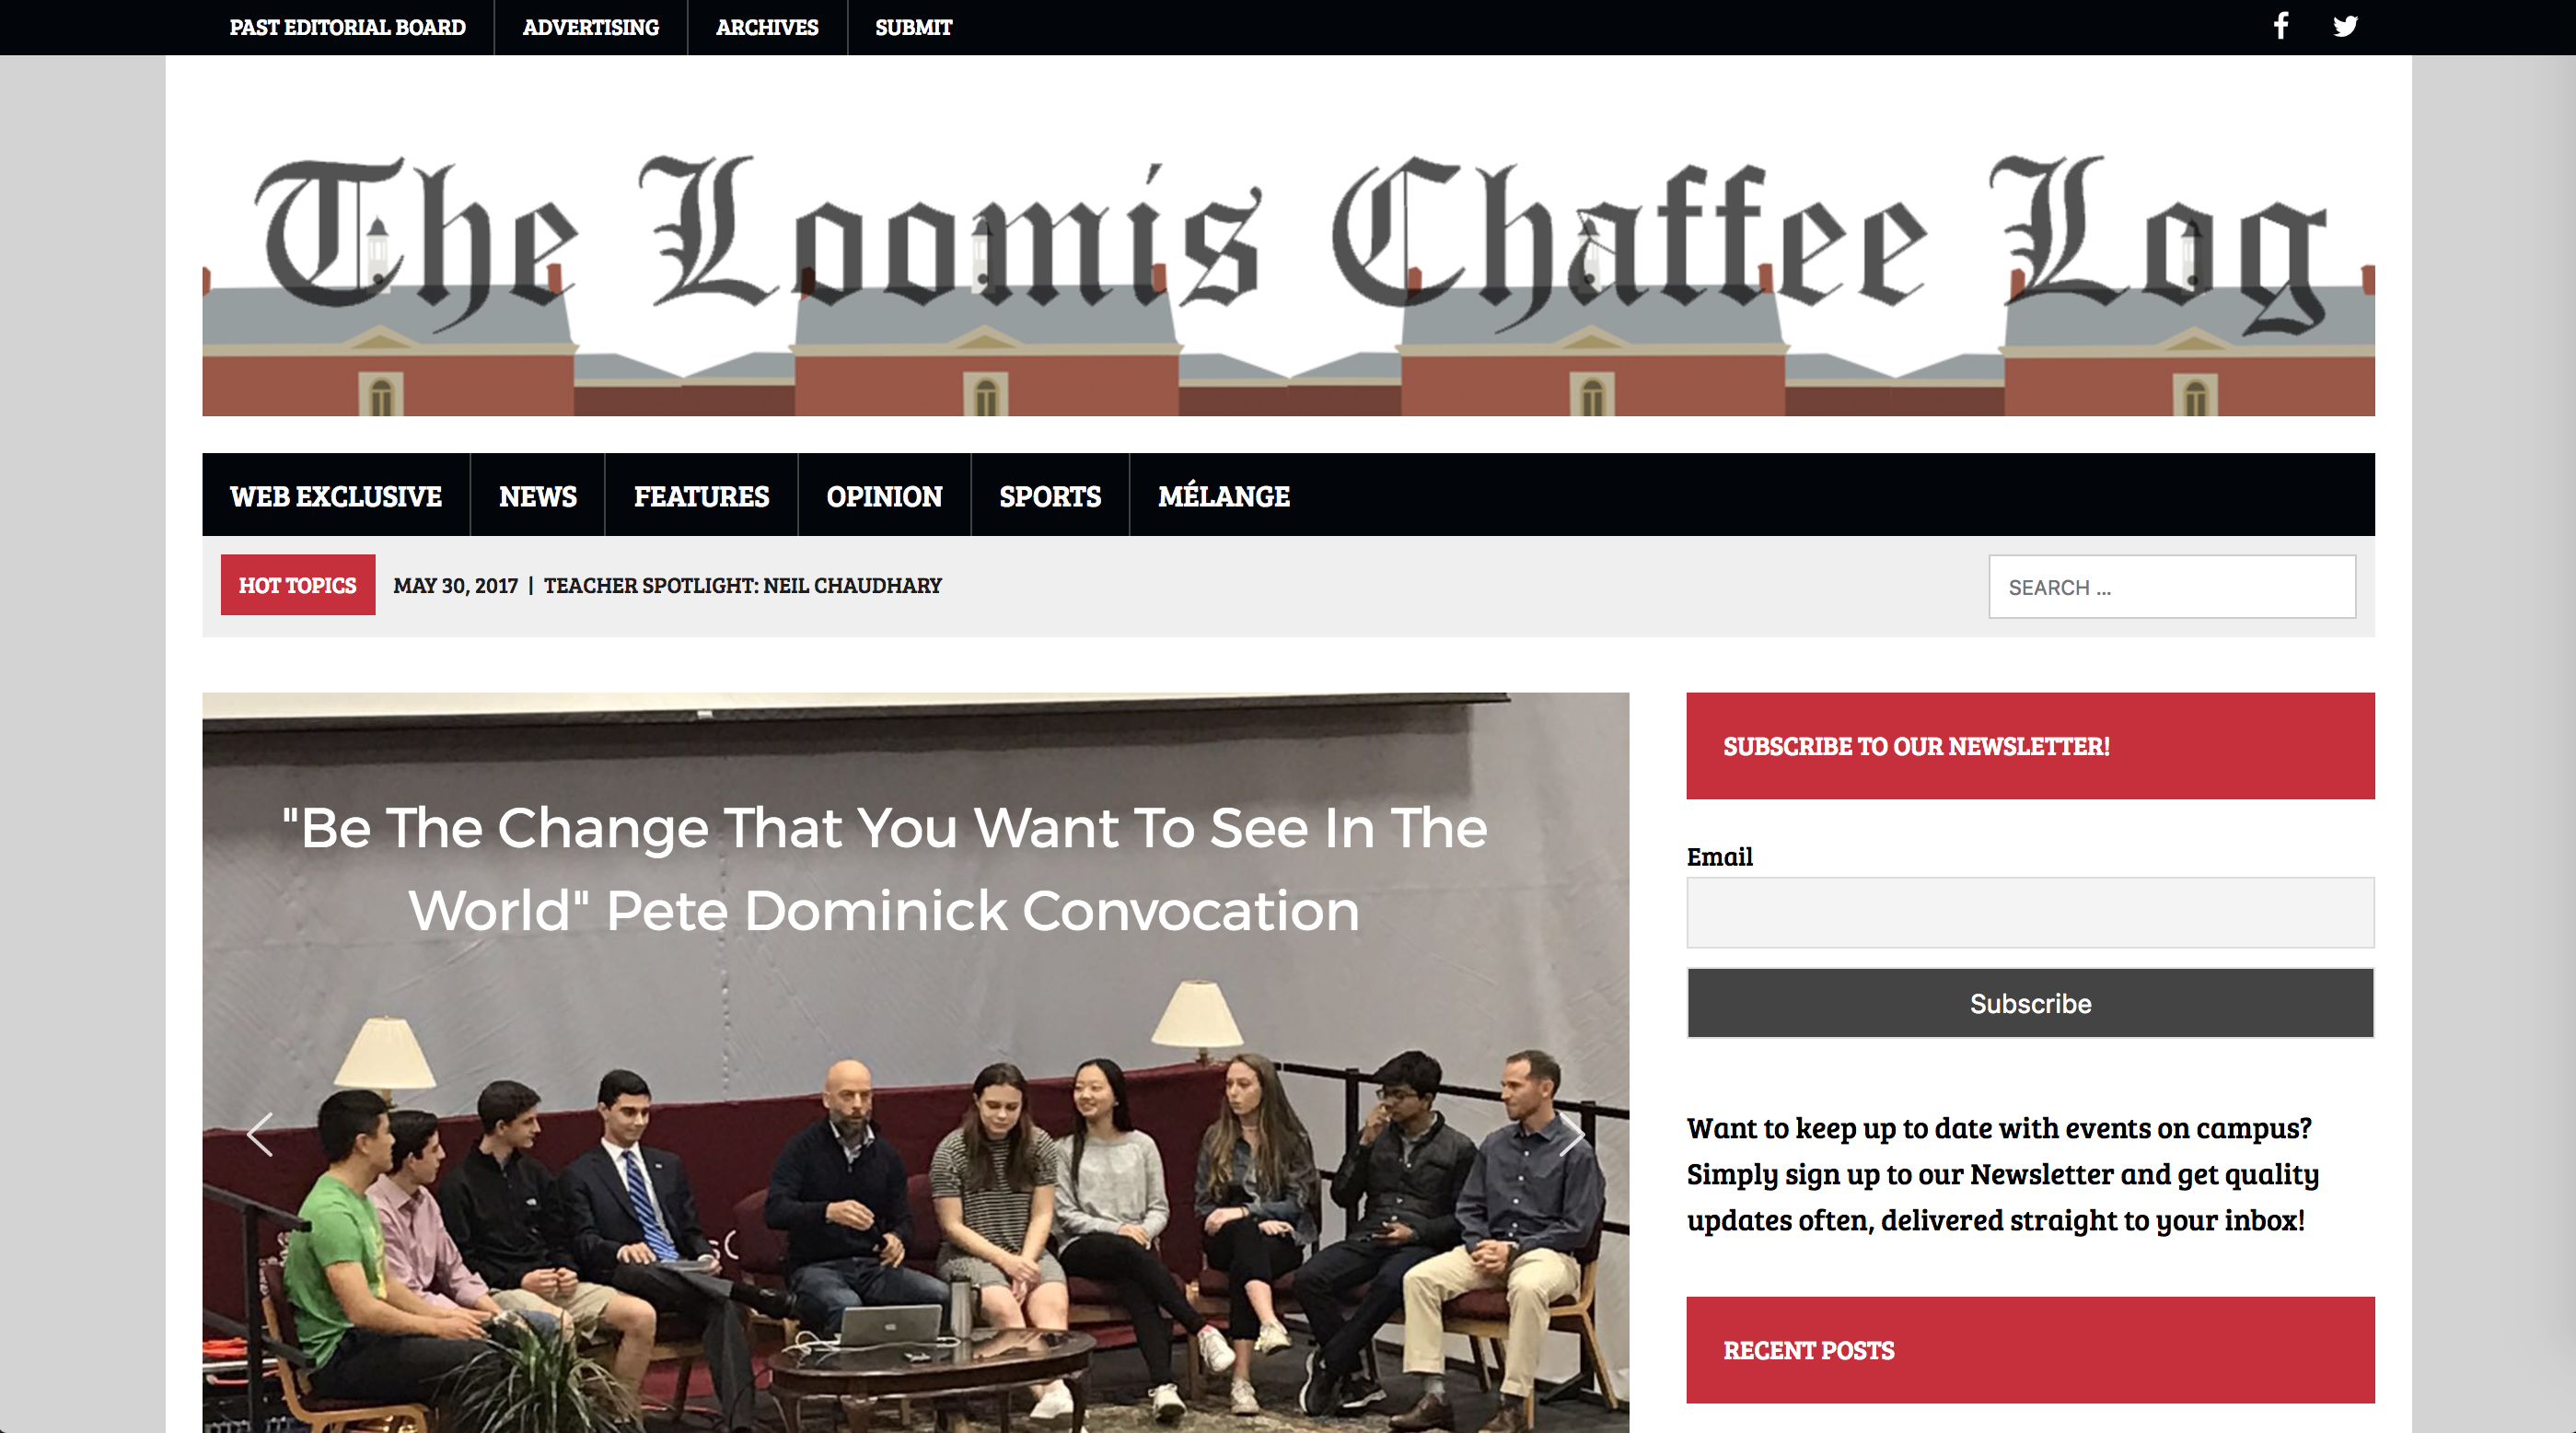 PAST EDITORIAL BOARD
ADVERTISING
ARCHIVES
SUBMIT
The Loomis Chaffee Log
WEB EXCLUSIVE
NEWS
FEATURES
OPINION
SPORTS
MÉLANGE
HOT TOPICS
MAY 30, 2017 | TEACHER SPOTLIGHT: NEIL CHAUDHARY
SEARCH ...
"Be The Change That You Want To See In The
World" Pete Dominick Convocation
SUBSCRIBE TO OUR NEWSLETTER!
Email
Subscribe
Want to keep up to date with events on campus?
Simply sign up to our Newsletter and get quality
updates often, delivered straight to your inbox!
RECENT POSTS